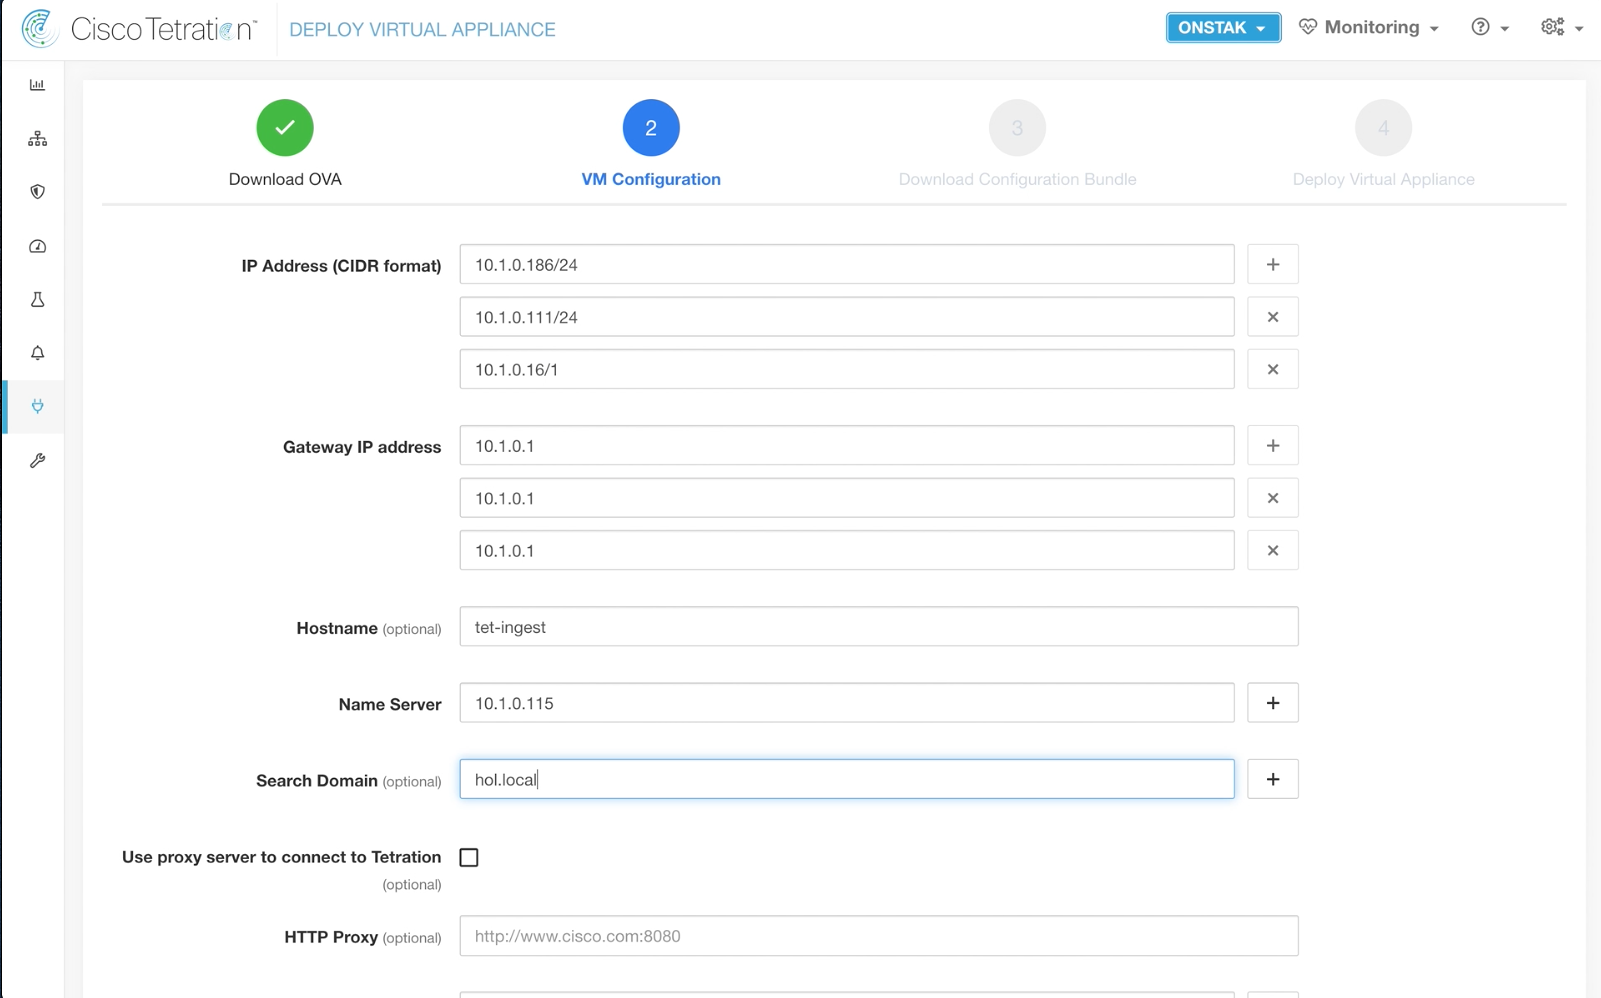 Cisco Tetration™
DEPLOY VIRTUAL APPLIANCE
ONSTAK
Monitoring
2
3
4
Download OVA
VM Configuration
Download Configuration Bundle
Deploy Virtual Appliance
IP Address (CIDR format)
10.1.0.186/24
10.1.0.111/24
10.1.0.16/1
Gateway IP address
10.1.0.1
10.1.0.1
10.1.0.1
Hostname (optional)
tet-ingest
Name Server
10.1.0.115
Search Domain (optional)
hol.local
Use proxy server to connect to Tetration
(optional)
HTTP Proxy (optional)
http://www.cisco.com:8080